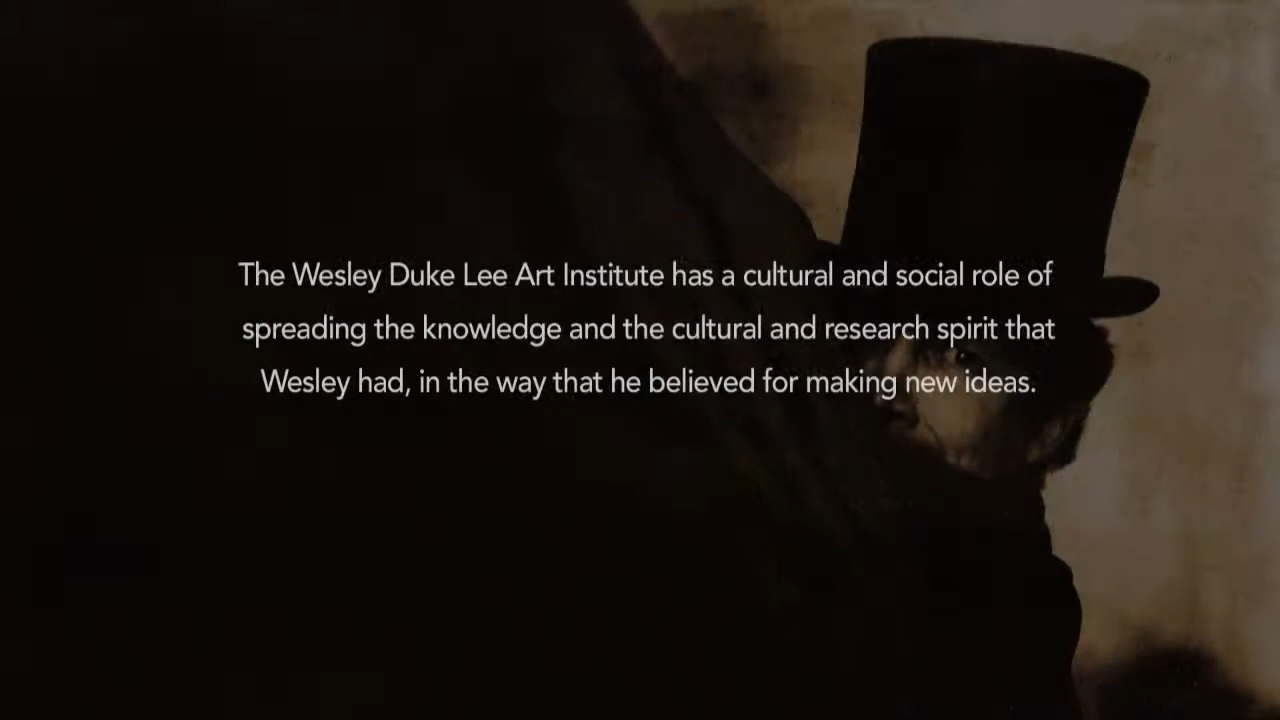 The Wesley Duke Lee Art Institute has a cultural and social role of
spreading the knowledge and the cultural and research spirit that
Wesley had, in the way that he believed for making new ideas.